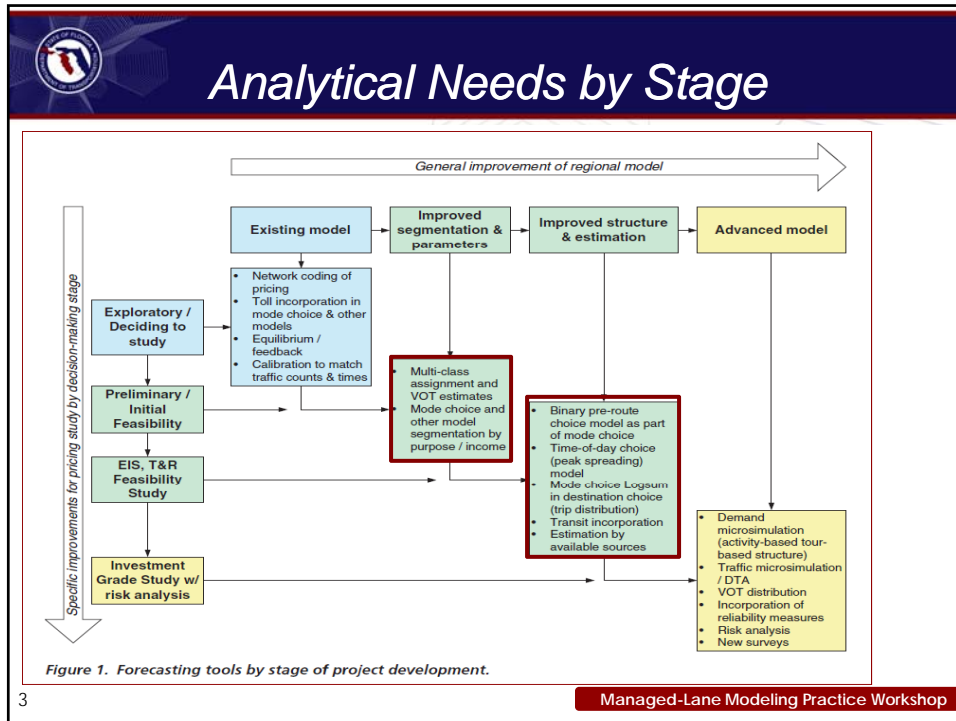 STATE OF FLORIDA
Analytical Needs by Stage
General improvement of regional model
Specific improvements for pricing study by decision-making stage
Existing model
Improved
segmentation &
parameters
Improved structure
& estimation
Advanced model
Exploratory /
Deciding to
study
• Network coding of
pricing
• Toll incorporation in
mode choice & other
models
• Equilibrium /
feedback
• Calibration to match
traffic counts & times
Preliminary /
Initial
Feasibility
• Multi-class
assignment and
VOT estimates
• Mode choice and
other model
segmentation by
purpose / income
EIS, T&R
Feasibility
Study
• Binary pre-route
choice model as part
of mode choice
• Time-of-day choice
(peak spreading)
model
• Mode choice Logsum
in destination choice
(trip distribution)
• Transit incorporation
• Estimation by
available sources
Investment
Grade Study w/
risk analysis
• Demand
microsimulation
(activity-based tour-
based structure)
• Traffic microsimulation
/ DTA
• VOT distribution
• Incorporation of
reliability measures
• Risk analysis
• New surveys
Figure 1. Forecasting tools by stage of project development.
3
Managed-Lane Modeling Practice Workshop